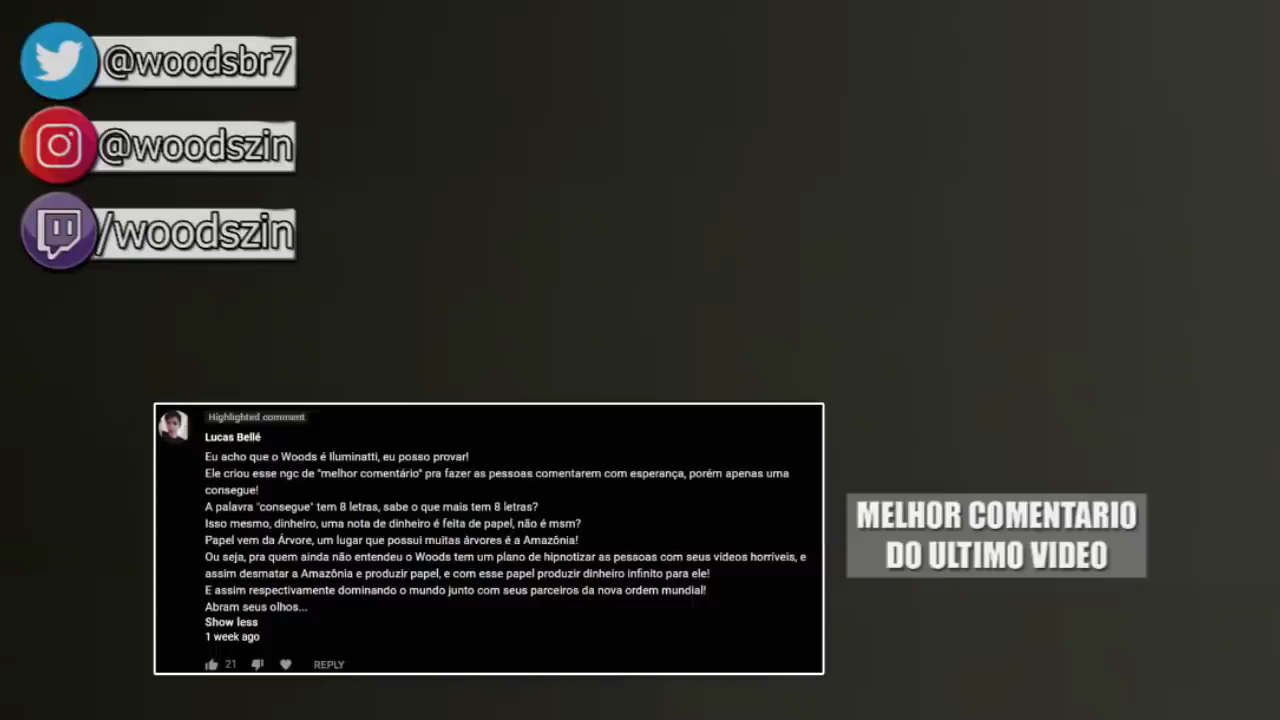 @woodsbr7
@woodszin
/woodszin
Highlighted comment
Lucas Bellé
Eu acho que o Woods é Iluminatti, eu posso provar!
Ele criou esse ngc de "melhor comentário" pra fazer as pessoas comentarem com esperança, porém apenas uma
consegue!
A palavra "consegue" tem 8 letras, sabe o que mais tem 8 letras?
Isso mesmo, dinheiro, uma nota de dinheiro é feita de papel, não é msm?
Papel vem da Árvore, um lugar que possui muitas árvores é a Amazônia!
Ou seja, pra quem ainda não entendeu o Woods tem um plano de hipnotizar as pessoas com seus vídeos horríveis, e
assim desmatar a Amazônia e produzir papel, e com esse papel produzir dinheiro infinito para ele!
E assim respectivamente dominando o mundo junto com seus parceiros da nova ordem mundial!
Abram seus olhos...
Show less
1 week ago
21 REPLY
MELHOR COMENTARIO
DO ULTIMO VIDEO